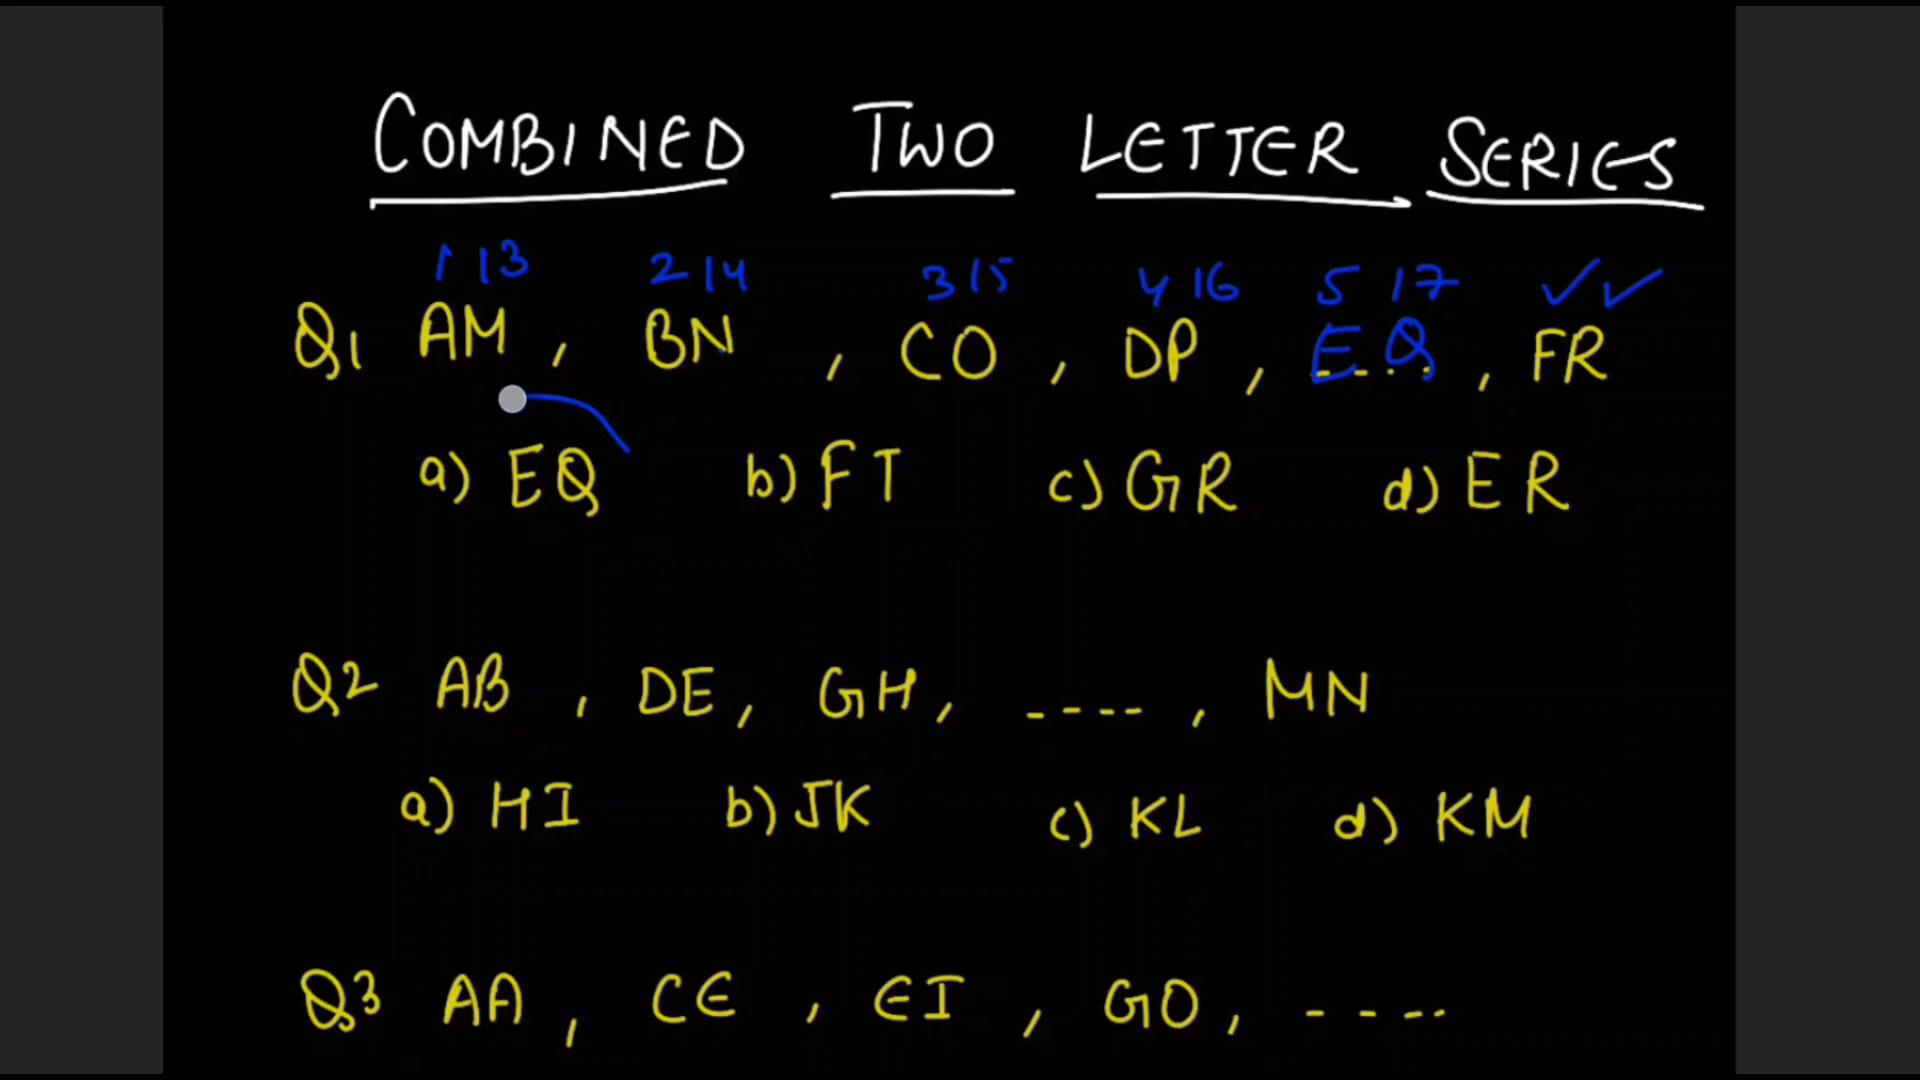 COMBINED TWO LETTER SERIES
1 13 2 14 3 15 4 16 5 17 ✓ ✓
Q1 AM , BN , CO , DP , EQ , FR
a) EQ b) FT c) GR d) ER
Q2 AB , DE , GH , ---- , MN
a) HI b) JK c) KL d) KM
Q3 AA , CE , EI , GO , ----